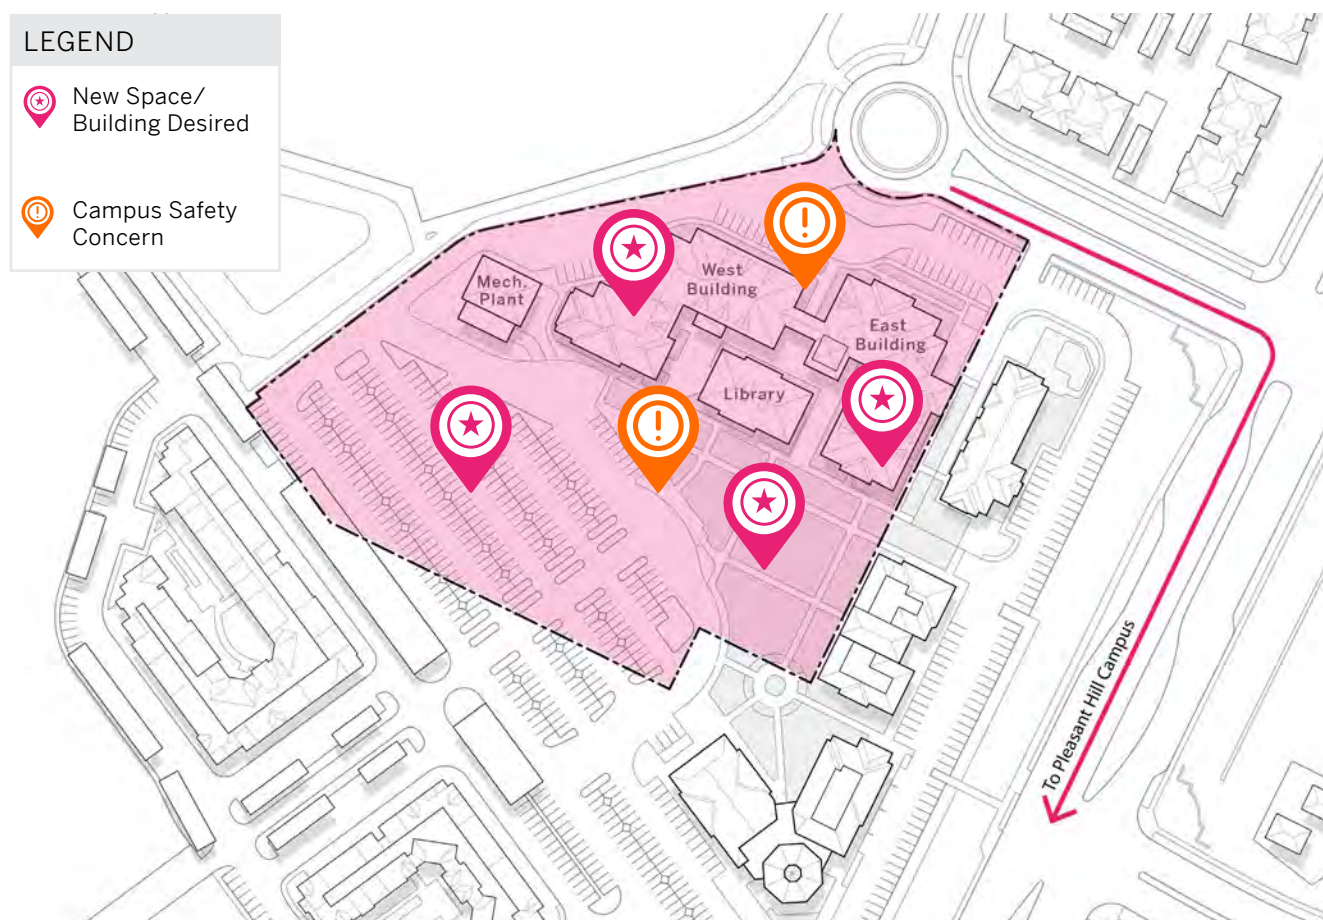 LEGEND
New Space/
Building Desired
Campus Safety
Concern
Mech.
Plant
West
Building
East
Building
Library
To Pleasant Hill Campus